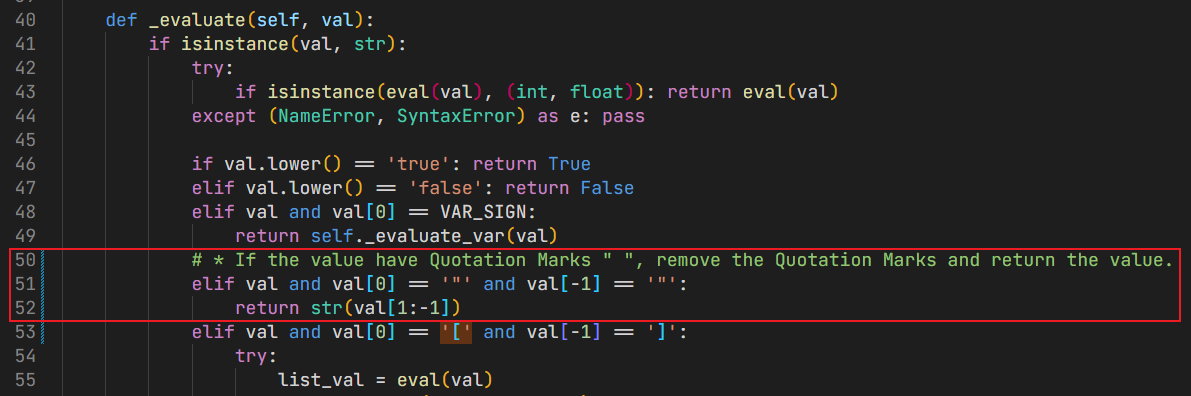 40 def _evaluate(self, val):
41 if isinstance(val, str):
42 try:
43 if isinstance(eval(val), (int, float)): return eval(val)
44 except (NameError, SyntaxError) as e: pass
45
46 if val.lower() == 'true': return True
47 elif val.lower() == 'false': return False
48 elif val and val[0] == VAR_SIGN:
49 return self._evaluate_var(val)
50 # * If the value have Quotation Marks " ", remove the Quotation Marks and return the value.
51 elif val and val[0] == '"' and val[-1] == '"':
52 return str(val[1:-1])
53 elif val and val[0] == '[' and val[-1] == ']':
54 try:
55 list_val = eval(val)